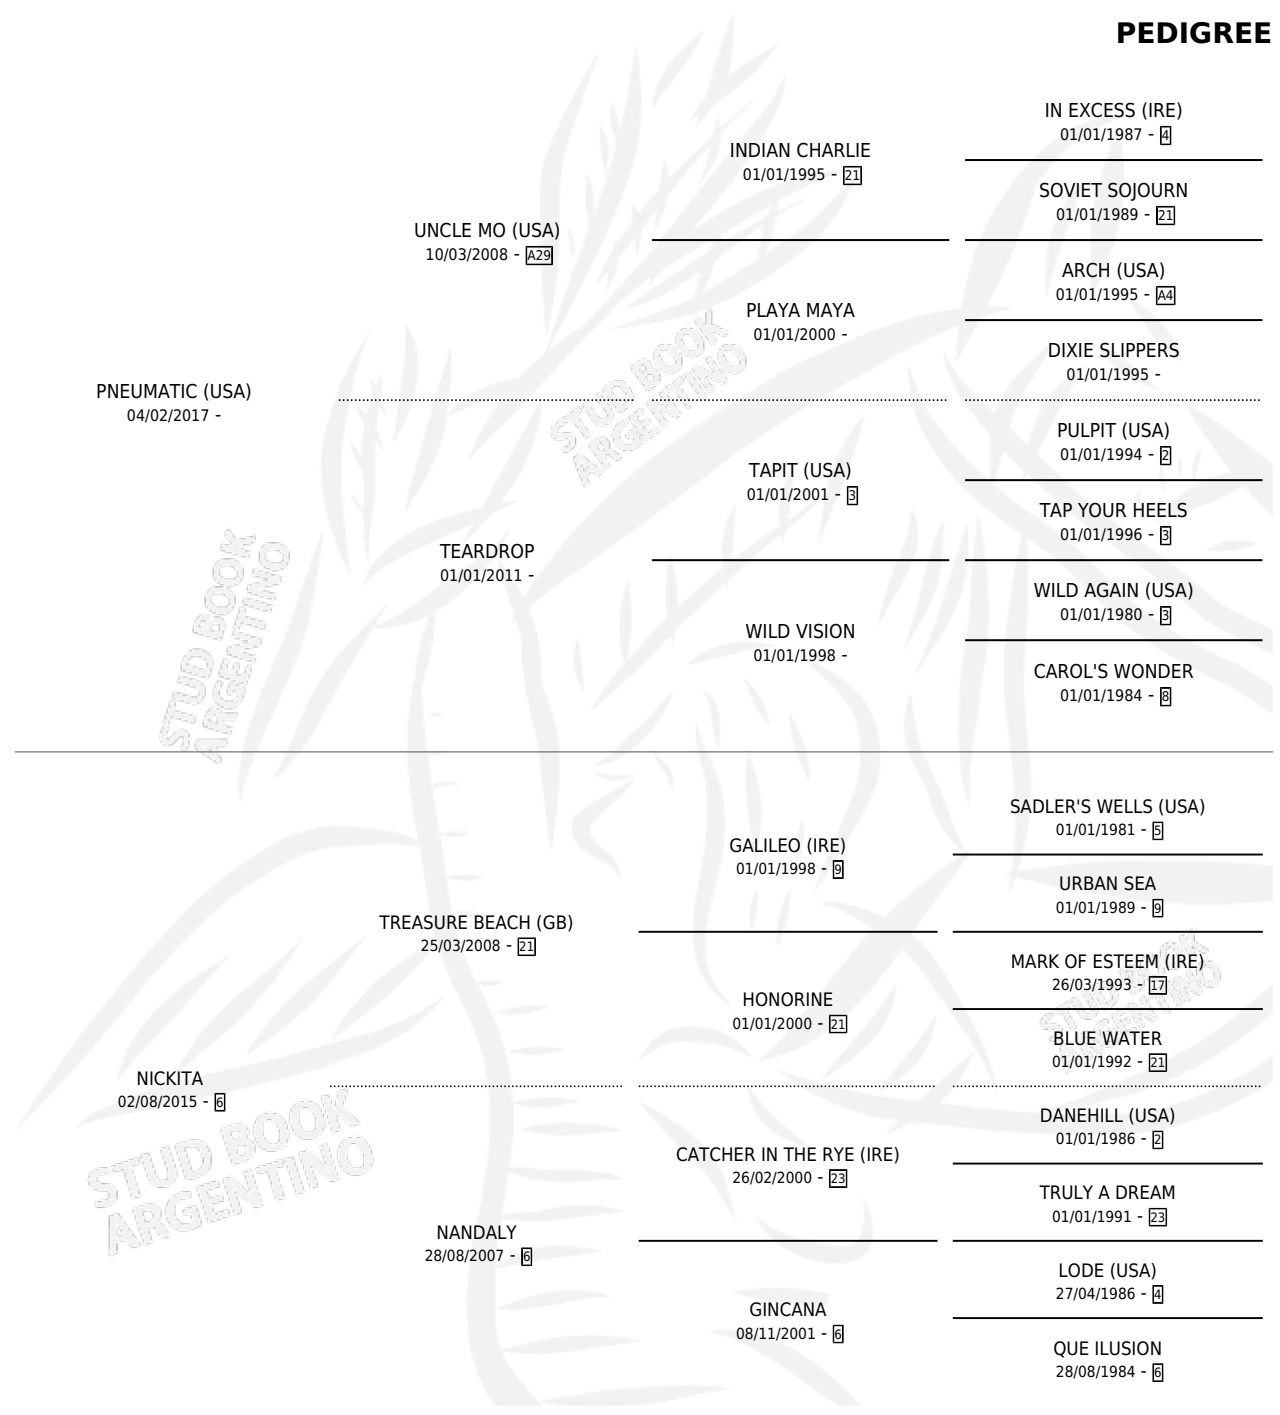 PEDIGREE
IN EXCESS (IRE)
01/01/1987 - 4
INDIAN CHARLIE
01/01/1995 - 21
SOVIET SOJOURN
01/01/1989 - 21
UNCLE MO (USA)
10/03/2008 - A29
ARCH (USA)
01/01/1995 - A4
PLAYA MAYA
01/01/2000 -
DIXIE SLIPPERS
01/01/1995 -
PNEUMATIC (USA)
04/02/2017 -
PULPIT (USA)
01/01/1994 - 2
TAPIT (USA)
01/01/2001 - 3
TAP YOUR HEELS
01/01/1996 - 3
TEARDROP
01/01/2011 -
WILD AGAIN (USA)
01/01/1980 - 3
WILD VISION
01/01/1998 -
CAROL'S WONDER
01/01/1984 - 8
SADLER'S WELLS (USA)
01/01/1981 - 5
GALILEO (IRE)
01/01/1998 - 9
URBAN SEA
01/01/1989 - 9
TREASURE BEACH (GB)
25/03/2008 - 21
MARK OF ESTEEM (IRE)
26/03/1993 - 17
HONORINE
01/01/2000 - 21
BLUE WATER
01/01/1992 - 21
NICKITA
02/08/2015 - 6
DANEHILL (USA)
01/01/1986 - 2
CATCHER IN THE RYE (IRE)
26/02/2000 - 23
TRULY A DREAM
01/01/1991 - 23
NANDALY
28/08/2007 - 6
LODE (USA)
27/04/1986 - 4
GINCANA
08/11/2001 - 6
QUE ILUSION
28/08/1984 - 6
STUD BOOK
ARGENTINO
STUD BOOK
ARGENTINO
STUD BOOK
ARGENTINO
STUD BOOK
ARGENTINO